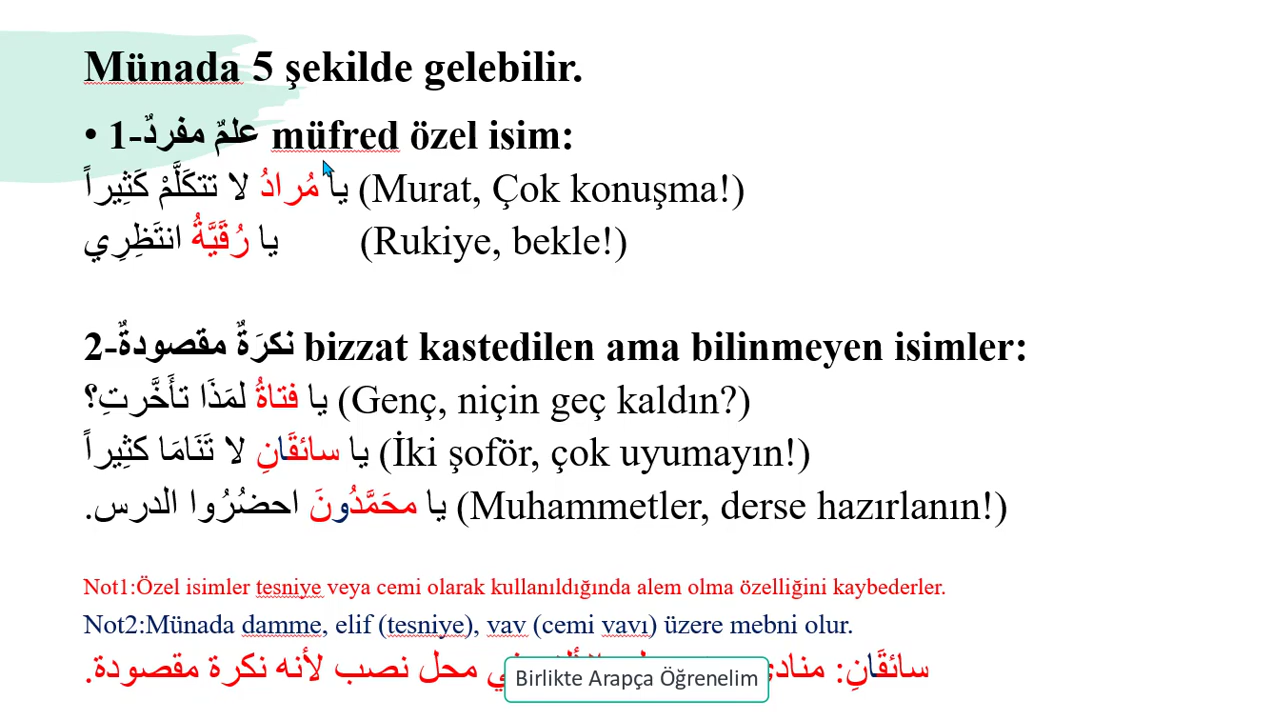 Münada 5 şekilde gelebilir.
• 1-علمٌ مفردٌ müfred özel isim:
يا مُرادُ لا تتكَلَّمْ كَثِيراً (Murat, Çok konuşma!)
يا رُقَيَّةُ انتَظِرِي (Rukiye, bekle!)
2-نكرَةٌ مقصودةٌ bizzat kastedilen ama bilinmeyen isimler:
يا فتاةُ لمَذَا تأَخَّرتِ؟ (Genç, niçin geç kaldın?)
يا سائقَانِ لا تَنَامَا كثِيراً (İki şoför, çok uyumayın!)
يا محَمَّدُونَ احضُرُوا الدرس. (Muhammetler, derse hazırlanın!)
Not1:Özel isimler tesniye veya cemi olarak kullanıldığında alem olma özelliğini kaybederler.
Not2:Münada damme, elif (tesniye), vav (cemi vavı) üzere mebni olur.
سائقَانِ: في محل نصب لأنه نكرة مقصودة.
Birlikte Arapça Öğrenelim